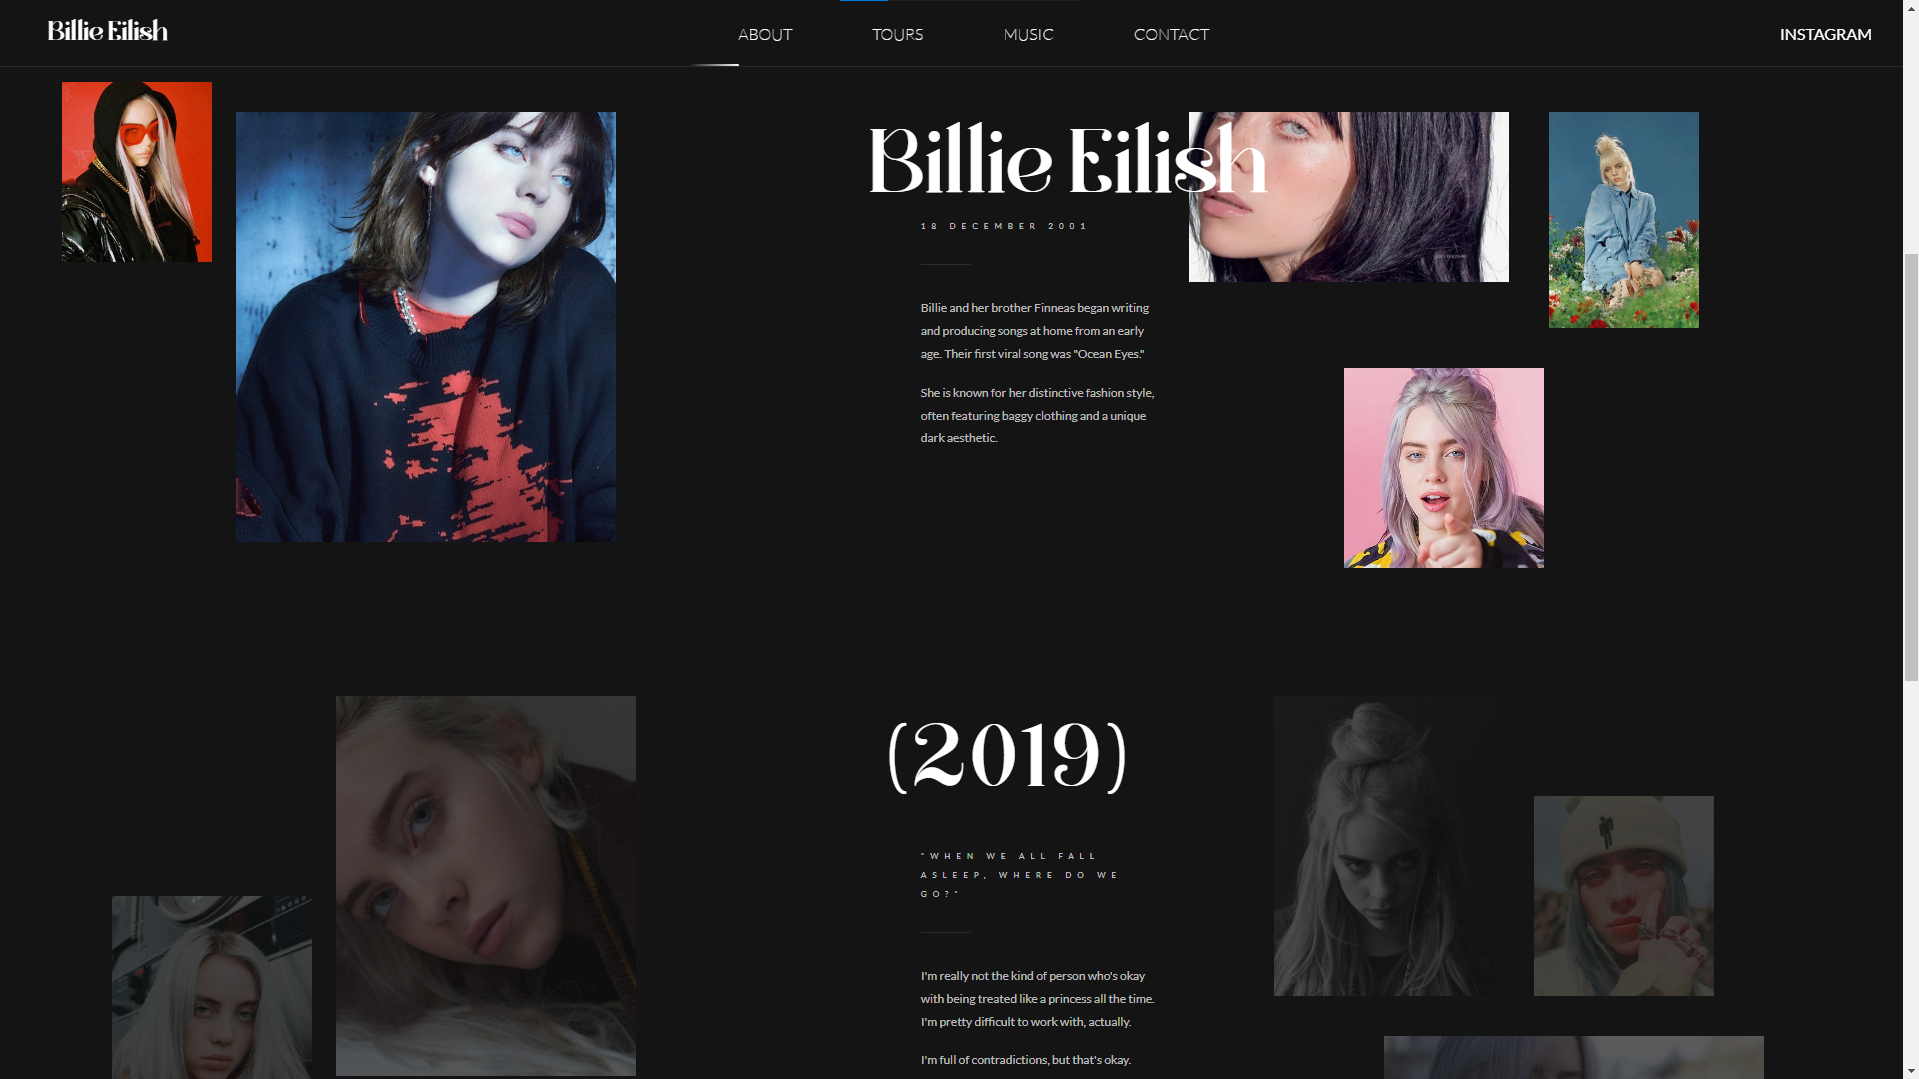 Billie Eilish
ABOUT
TOURS
MUSIC
CONTACT
INSTAGRAM
Billie Eilish
18 DECEMBER 2001
Billie and her brother Finneas began writing
and producing songs at home from an early
age. Their first viral song was "Ocean Eyes."
She is known for her distinctive fashion style,
often featuring baggy clothing and a unique
dark aesthetic.
(2019)
"WHEN WE ALL FALL
ASLEEP, WHERE DO WE
GO?"
I'm really not the kind of person who's okay
with being treated like a princess all the time.
I'm pretty difficult to work with, actually.
I'm full of contradictions, but that's okay.